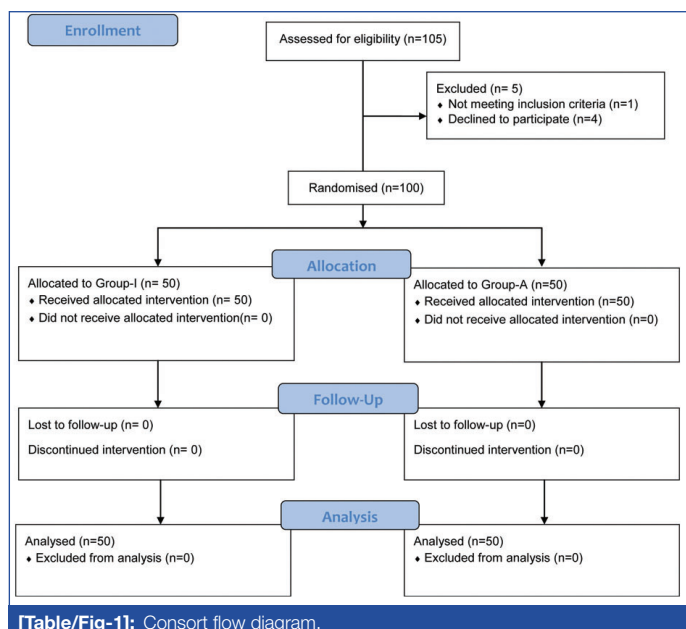 Enrollment
Assessed for eligibility (n=105)
Excluded (n= 5)
♦ Not meeting inclusion criteria (n=1)
♦ Declined to participate (n=4)
Randomised (n=100)
Allocation
Allocated to Group-I (n= 50)
♦ Received allocated intervention (n= 50)
♦ Did not receive allocated intervention(n= 0)
Allocated to Group-A (n=50)
♦ Received allocated intervention (n=50)
♦ Did not receive allocated intervention (n=0)
Follow-Up
Lost to follow-up (n= 0)
Discontinued intervention (n= 0)
Lost to follow-up (n=0)
Discontinued intervention (n=0)
Analysis
Analysed (n=50)
♦ Excluded from analysis (n=0)
Analysed (n=50)
♦ Excluded from analysis (n=0)
[Table/Fig-1]: Consort flow diagram.